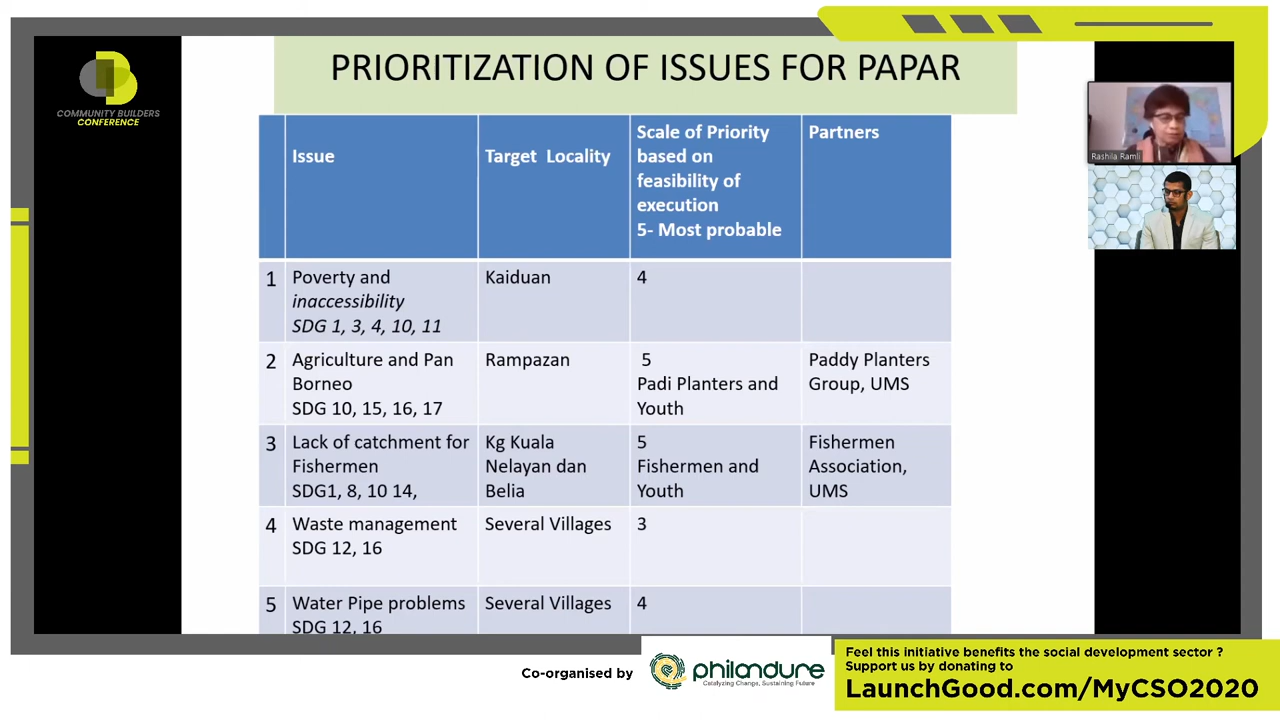 COMMUNITY BUILDERS
CONFERENCE
PRIORITIZATION OF ISSUES FOR PAPAR
Issue
Target Locality
Scale of Priority
based on
feasibility of
execution
5- Most probable
Partners
1
Poverty and
inaccessibility
SDG 1, 3, 4, 10, 11
Kaiduan
4
2
Agriculture and Pan
Borneo
SDG 10, 15, 16, 17
Rampazan
5
Padi Planters and
Youth
Paddy Planters
Group, UMS
3
Lack of catchment for
Fishermen
SDG1, 8, 10 14,
Kg Kuala
Nelayan dan
Belia
5
Fishermen and
Youth
Fishermen
Association,
UMS
4
Waste management
SDG 12, 16
Several Villages
3
5
Water Pipe problems
SDG 12, 16
Several Villages
4
Rashila Ramli
Co-organised by
philandure
Catalyzing Change, Sustaining Future
Feel this initiative benefits the social development sector ?
Support us by donating to
LaunchGood.com/MyCSO2020